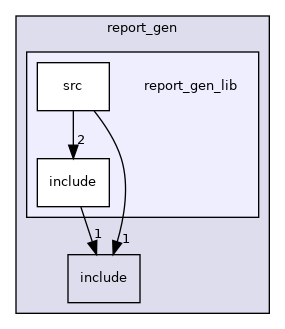 report_gen
src
report_gen_lib
2
include
1
1
include